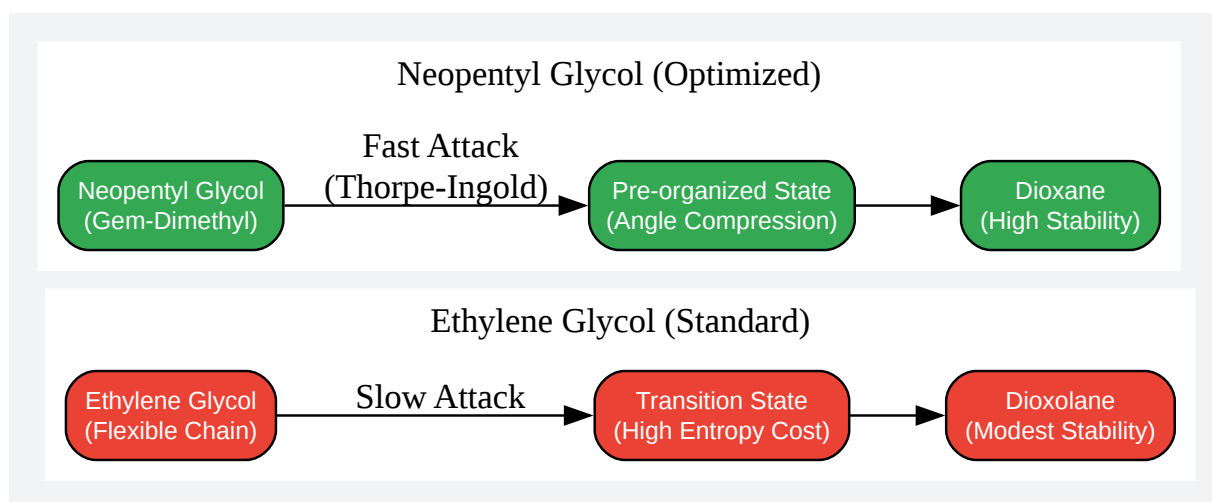 Neopentyl Glycol (Optimized)
Fast Attack
(Thorpe-Ingold)
Neopentyl Glycol
(Gem-Dimethyl)
Pre-organized State
(Angle Compression)
Dioxane
(High Stability)
Ethylene Glycol (Standard)
Ethylene Glycol
(Flexible Chain)
Slow Attack
Transition State
(High Entropy Cost)
Dioxolane
(Modest Stability)